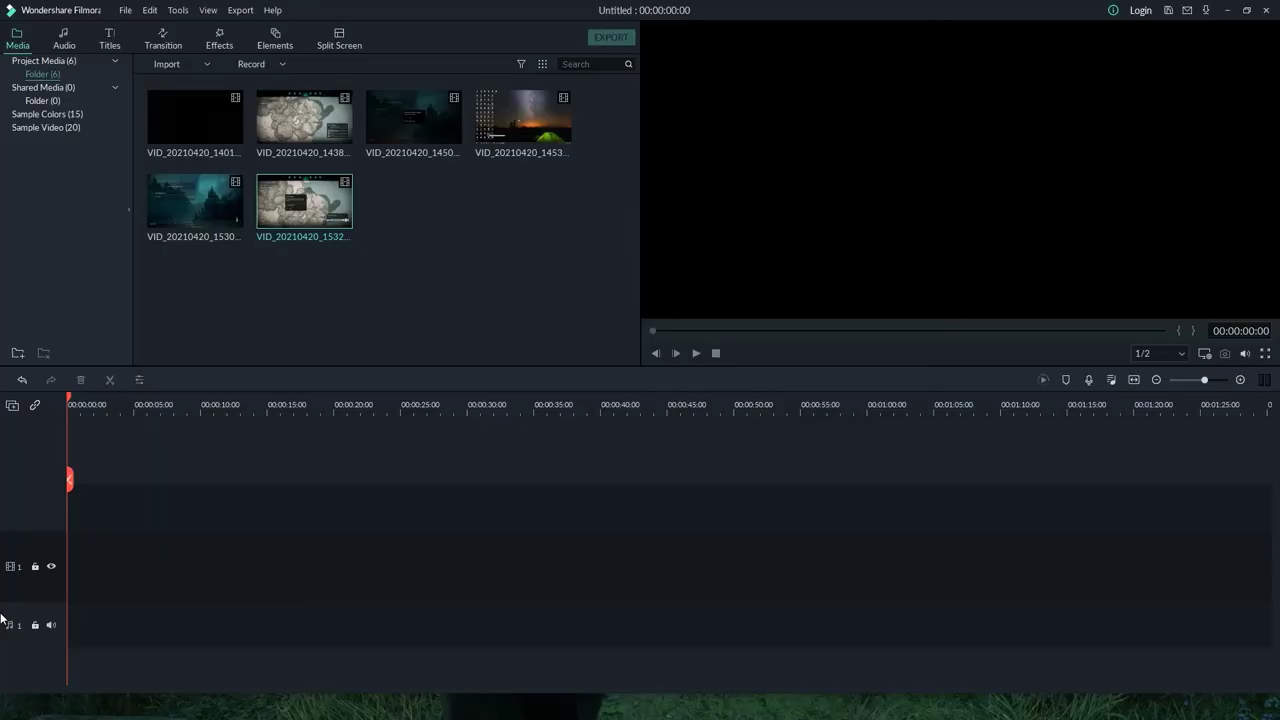 Wondershare Filmora File Edit Tools View Export Help Untitled : 00:00:00:00 Login
Media Audio Titles Transition Effects Elements Split Screen EXPORT
Project Media (6)
Folder (6)
Shared Media (0)
Folder (0)
Sample Colors (15)
Sample Video (20)
Import Record Search
VID_20210420_1401... VID_20210420_1438... VID_20210420_1450... VID_20210420_1453...
VID_20210420_1530... VID_20210420_1532...
00:00:00:00
1/2
00:00:00:00 00:00:05:00 00:00:10:00 00:00:15:00 00:00:20:00 00:00:25:00 00:00:30:00 00:00:35:00 00:00:40:00 00:00:45:00 00:00:50:00 00:00:55:00 00:01:00:00 00:01:05:00 00:01:10:00 00:01:15:00 00:01:20:00 00:01:25:00 0
1
1